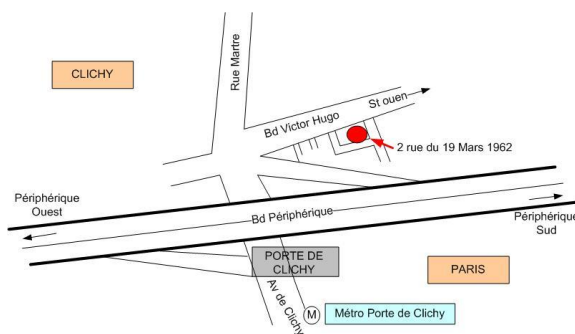 Rue Martre
CLICHY
St ouen
Bd Victor Hugo
2 rue du 19 Mars 1962
Périphérique
Ouest
Bd Périphérique
Périphérique
Sud
PORTE DE
CLICHY
PARIS
Av de Clichy
M
Métro Porte de Clichy